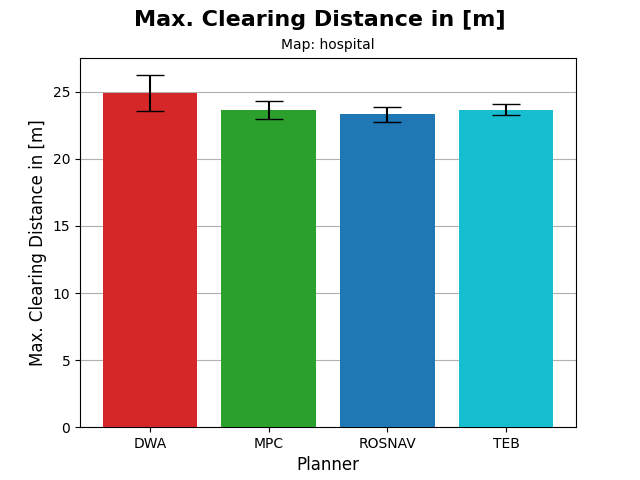 Max. Clearing Distance in [m]
Map: hospital
Max. Clearing Distance in [m]
25
20
15
10
5
0
DWA
MPC
ROSNAV
TEB
Planner